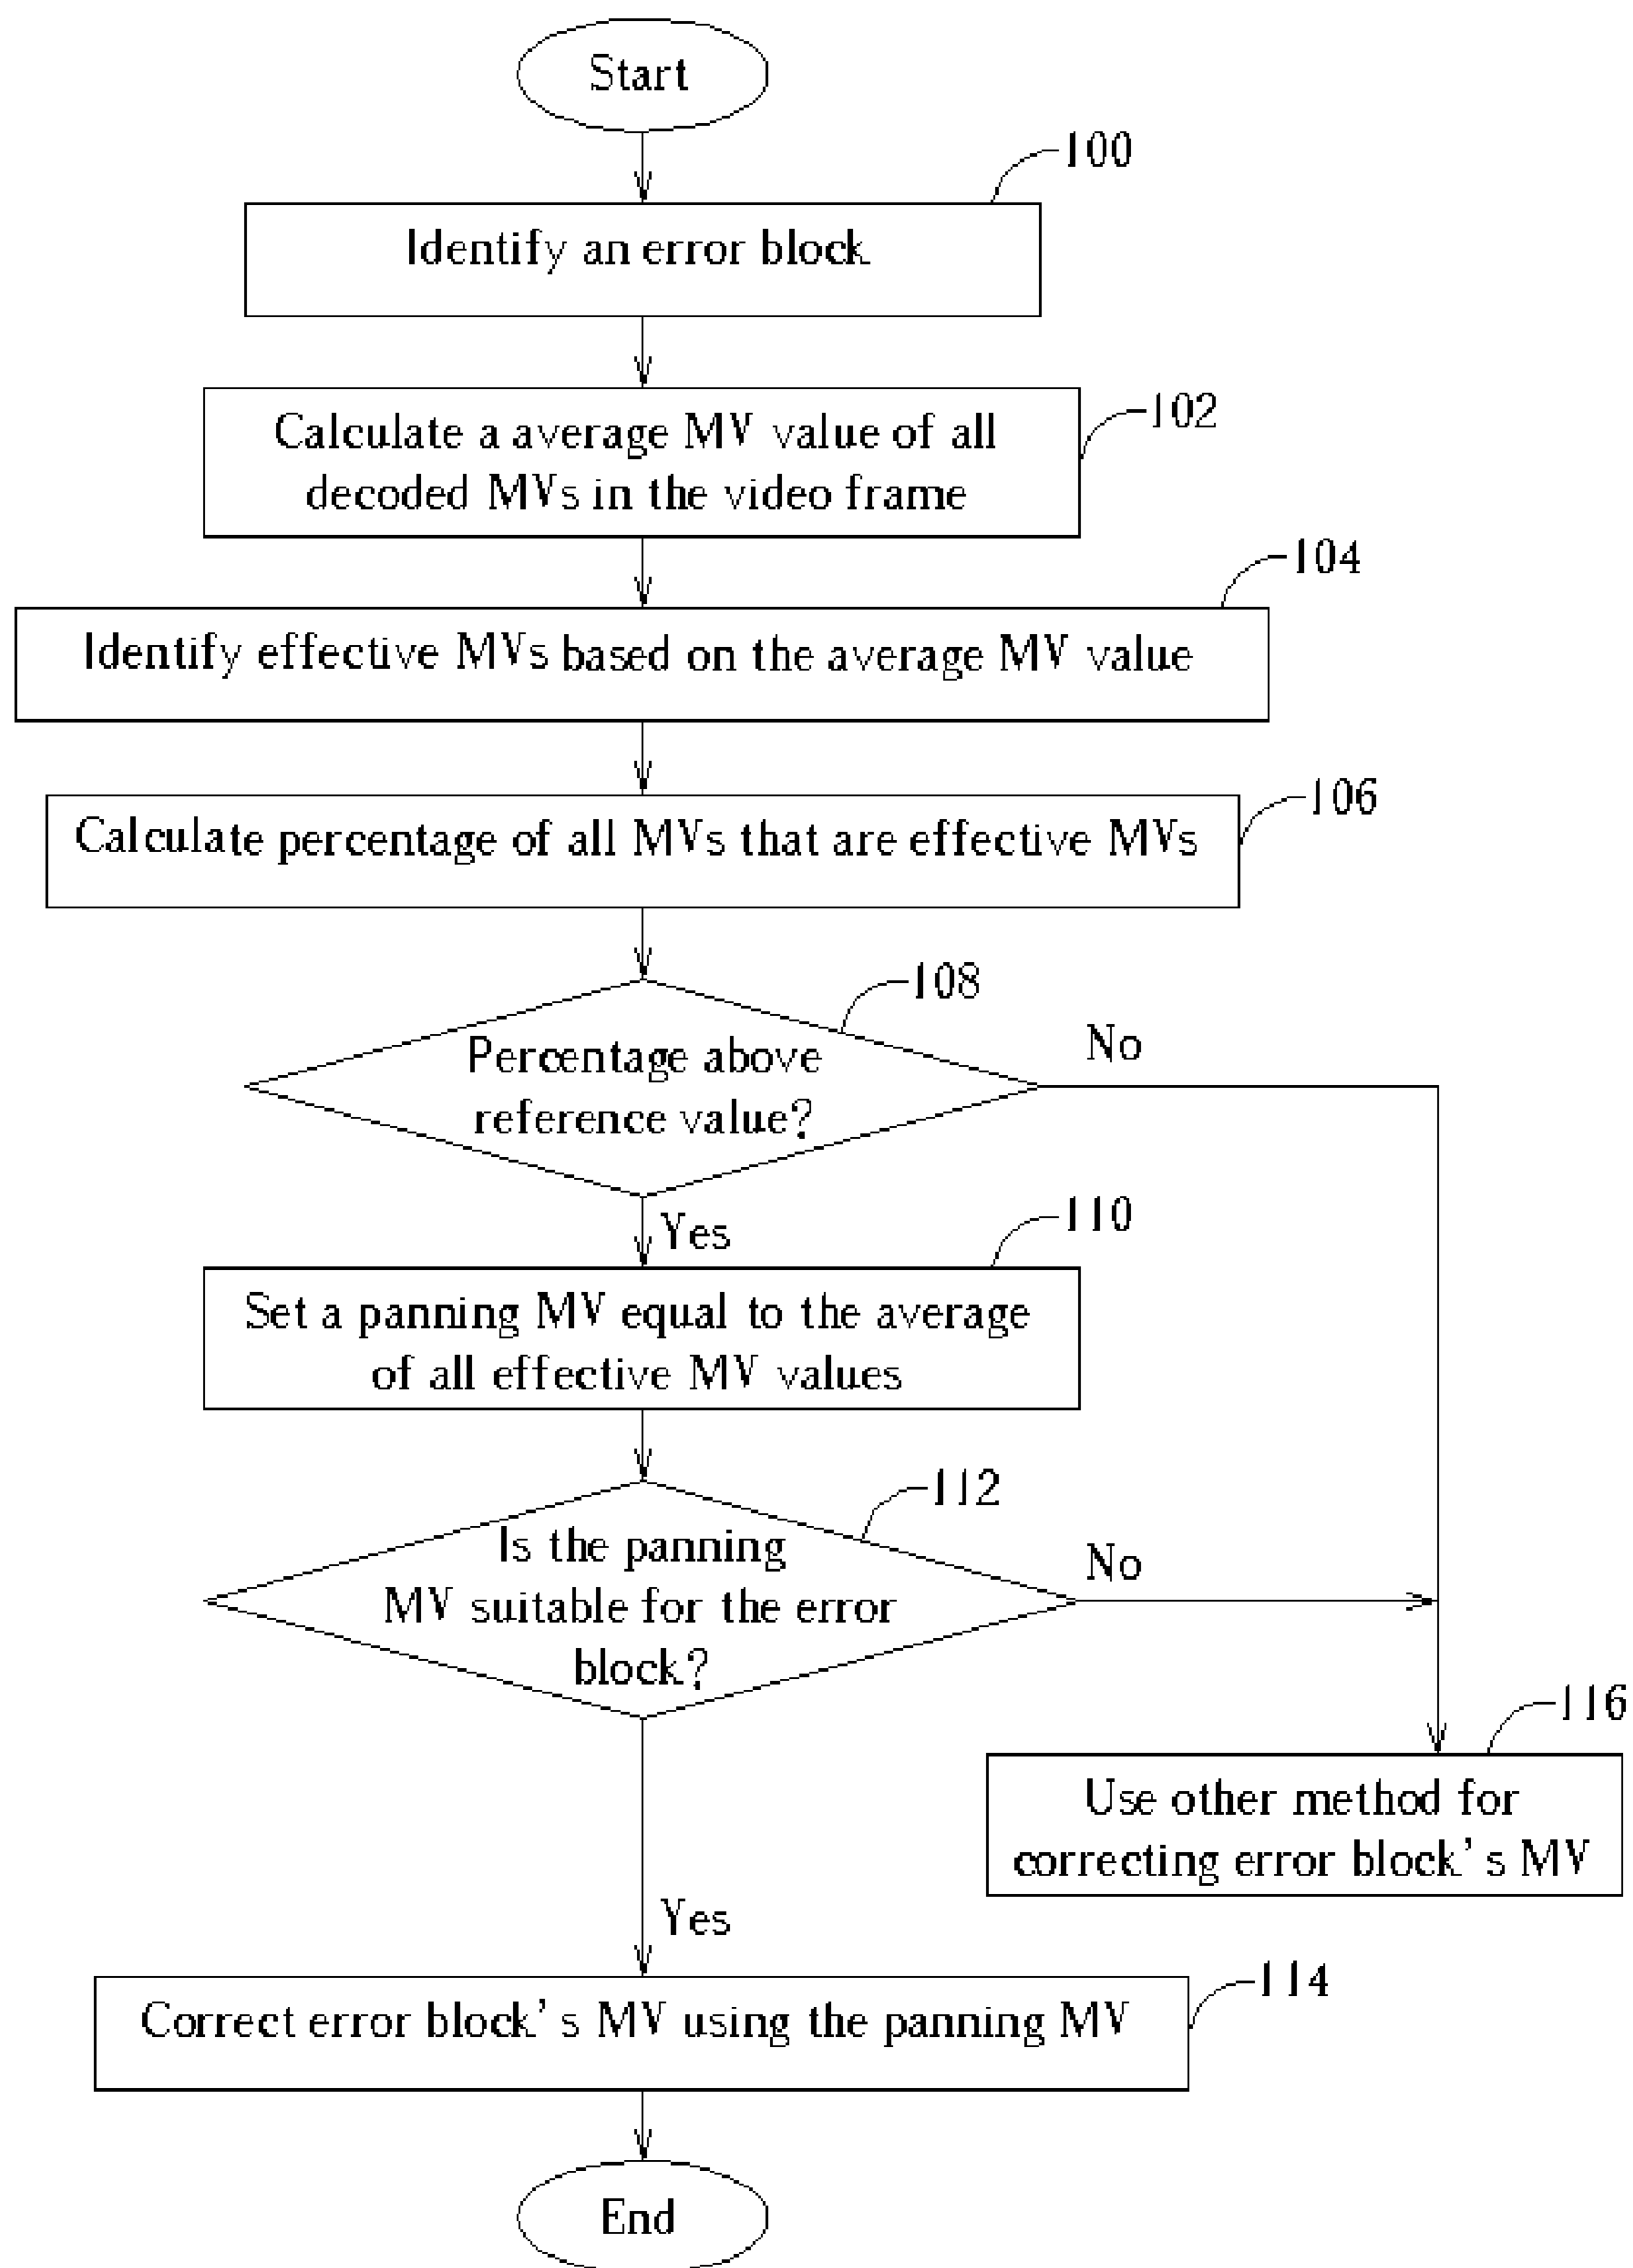 Start
100
Identify an error block
102
Calculate a average MV value of all
decoded MVs in the video frame
104
Identify effective MVs based on the average MV value
106
Calculate percentage of all MVs that are effective MVs
108
Percentage above
reference value?
No
Yes
110
Set a panning MV equal to the average
of all effective MV values
112
Is the panning
MV suitable for the error
block?
No
116
Use other method for
correcting error block's MV
Yes
114
Correct error block's MV using the panning MV
End